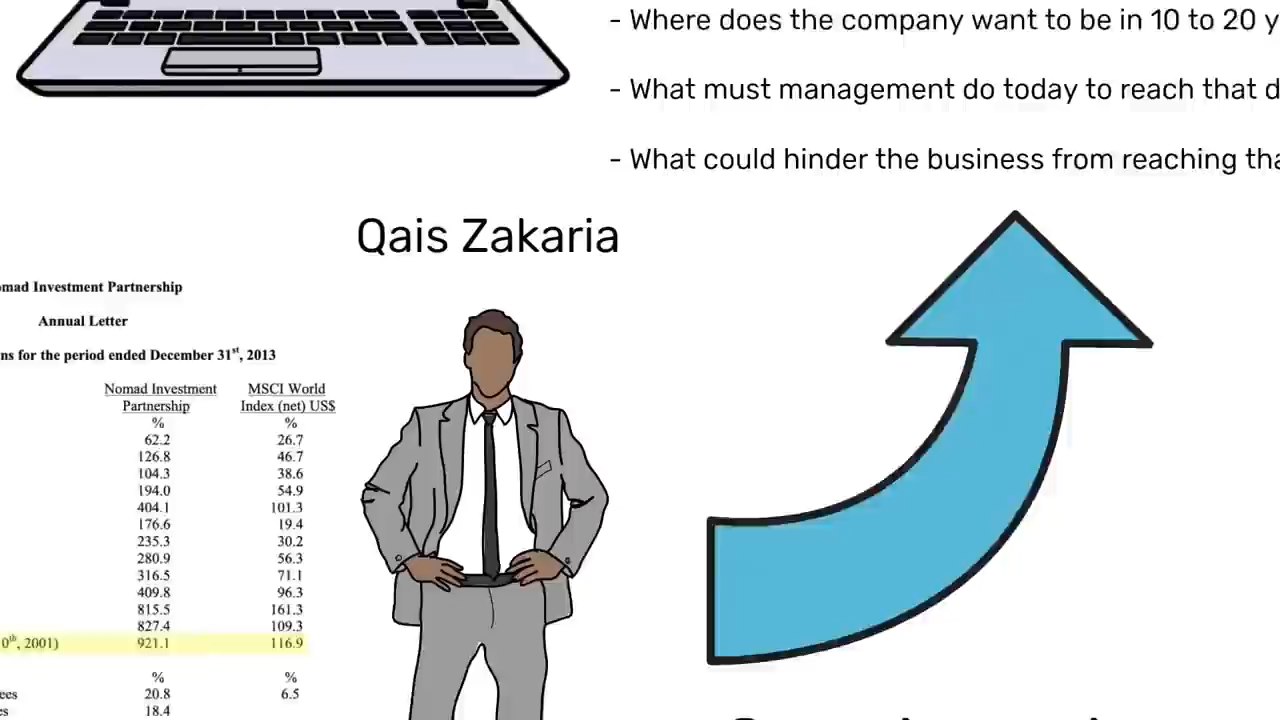 - Where does the company want to be in 10 to 20 y
- What must management do today to reach that d
- What could hinder the business from reaching tha
Qais Zakaria
omad Investment Partnership
Annual Letter
ns for the period ended December 31st, 2013
Nomad Investment MSCI World
Partnership Index (net) US$
% %
62.2 26.7
126.8 46.7
104.3 38.6
194.0 54.9
404.1 101.3
176.6 19.4
235.3 30.2
280.9 56.3
316.5 71.1
409.8 96.3
815.5 161.3
827.4 109.3
0th, 2001) 921.1 116.9
% %
ees 20.8 6.5
es 18.4